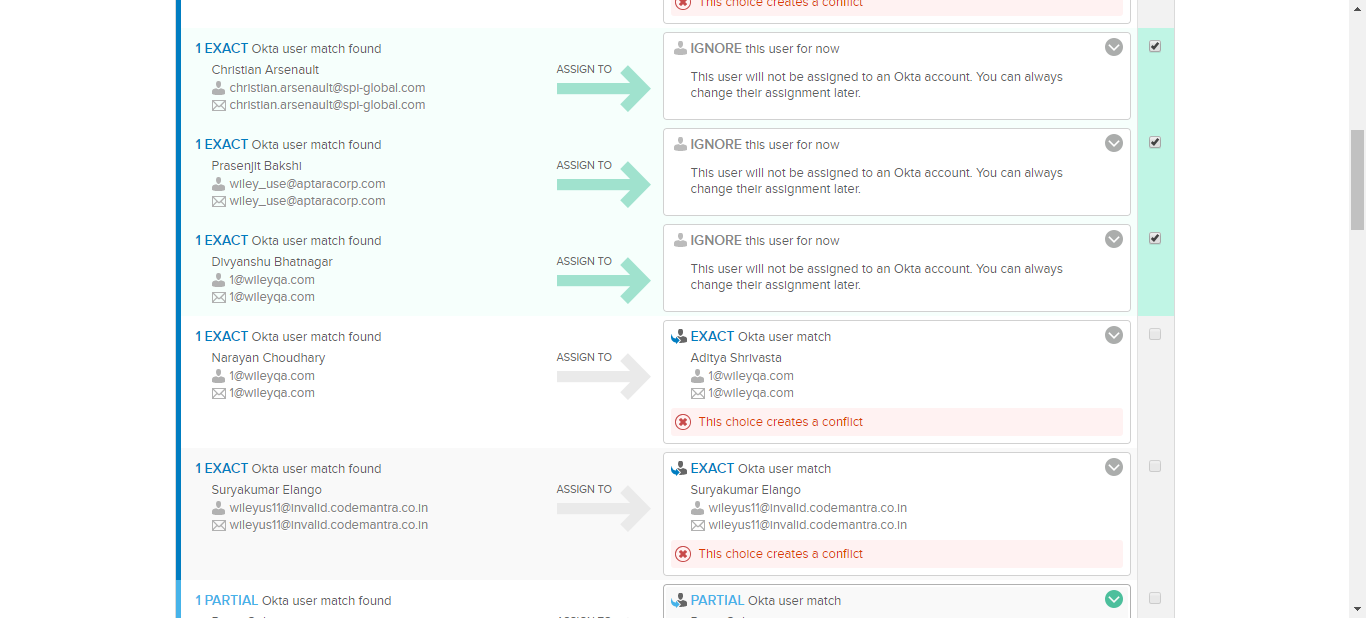 This choice creates a conflict
1 EXACT Okta user match found
Christian Arsenault
christian.arsenault@spi-global.com
christian.arsenault@spi-global.com
ASSIGN TO
IGNORE this user for now
This user will not be assigned to an Okta account. You can always
change their assignment later.
1 EXACT Okta user match found
Prasenjit Bakshi
wiley_use@aptaracorp.com
wiley_use@aptaracorp.com
ASSIGN TO
IGNORE this user for now
This user will not be assigned to an Okta account. You can always
change their assignment later.
1 EXACT Okta user match found
Divyanshu Bhatnagar
1@wileyqa.com
1@wileyqa.com
ASSIGN TO
IGNORE this user for now
This user will not be assigned to an Okta account. You can always
change their assignment later.
1 EXACT Okta user match found
Narayan Choudhary
1@wileyqa.com
1@wileyqa.com
ASSIGN TO
EXACT Okta user match
Aditya Shrivasta
1@wileyqa.com
1@wileyqa.com
This choice creates a conflict
1 EXACT Okta user match found
Suryakumar Elango
wileyus11@invalid.codemantra.co.in
wileyus11@invalid.codemantra.co.in
ASSIGN TO
EXACT Okta user match
Suryakumar Elango
wileyus11@invalid.codemantra.co.in
wileyus11@invalid.codemantra.co.in
This choice creates a conflict
1 PARTIAL Okta user match found
ASSIGN TO
PARTIAL Okta user match